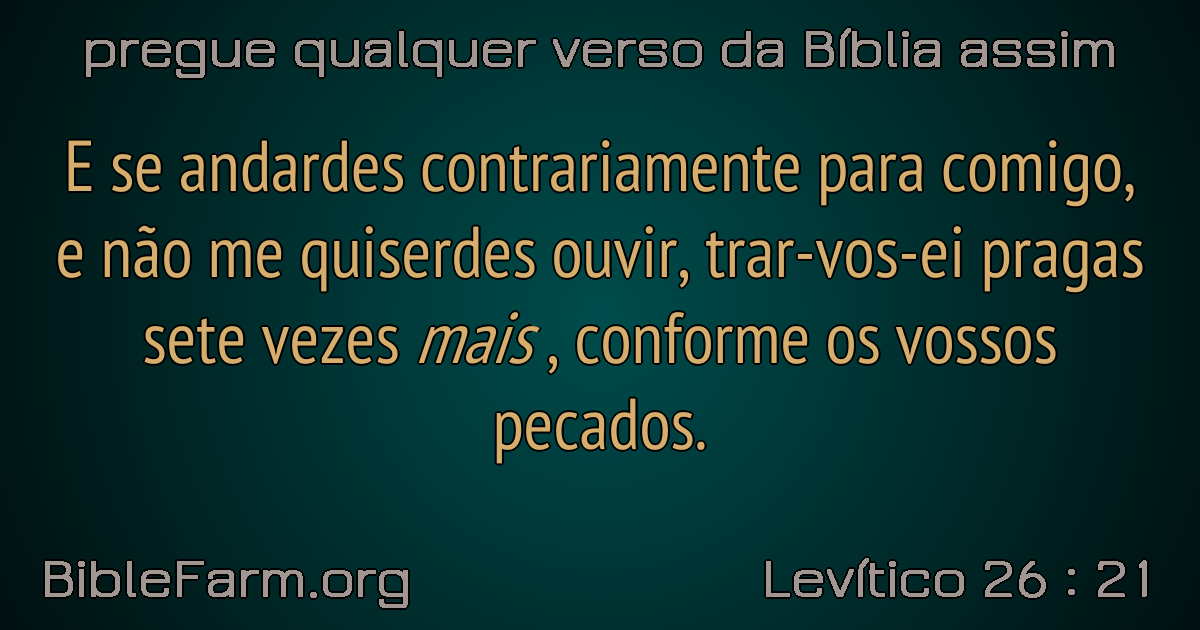 pregue qualquer verso da Bíblia assim
E se andardes contrariamente para comigo,
e não me quiserdes ouvir, trar-vos-ei pragas
sete vezes mais , conforme os vossos
pecados.
BibleFarm.org
Levítico 26 : 21